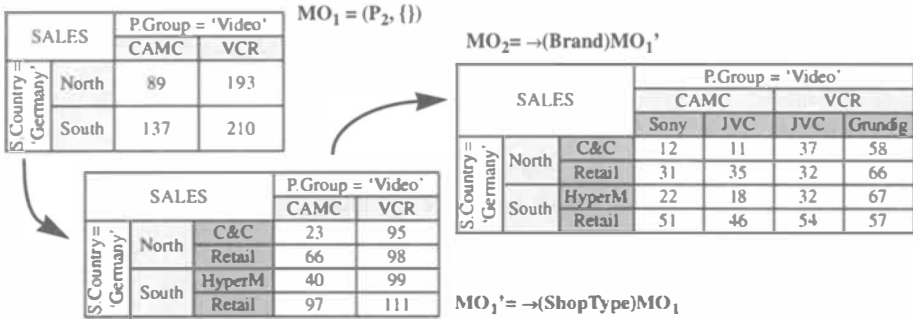 MO1 = (P2, {})
SALES
P.Group = 'Video'
CAMC VCR
S.Country = 'Germany'
North 89 193
South 137 210
SALES
P.Group = 'Video'
CAMC VCR
S.Country = 'Germany'
North
C&C 23 95
Retail 66 98
South
HyperM 40 99
Retail 97 111
MO2= →(Brand)MO1'
SALES
P.Group = 'Video'
CAMC VCR
Sony JVC JVC Grundig
S.Country = 'Germany'
North
C&C 12 11 37 58
Retail 31 35 32 66
South
HyperM 22 18 32 67
Retail 51 46 54 57
MO1'= →(ShopType)MO1